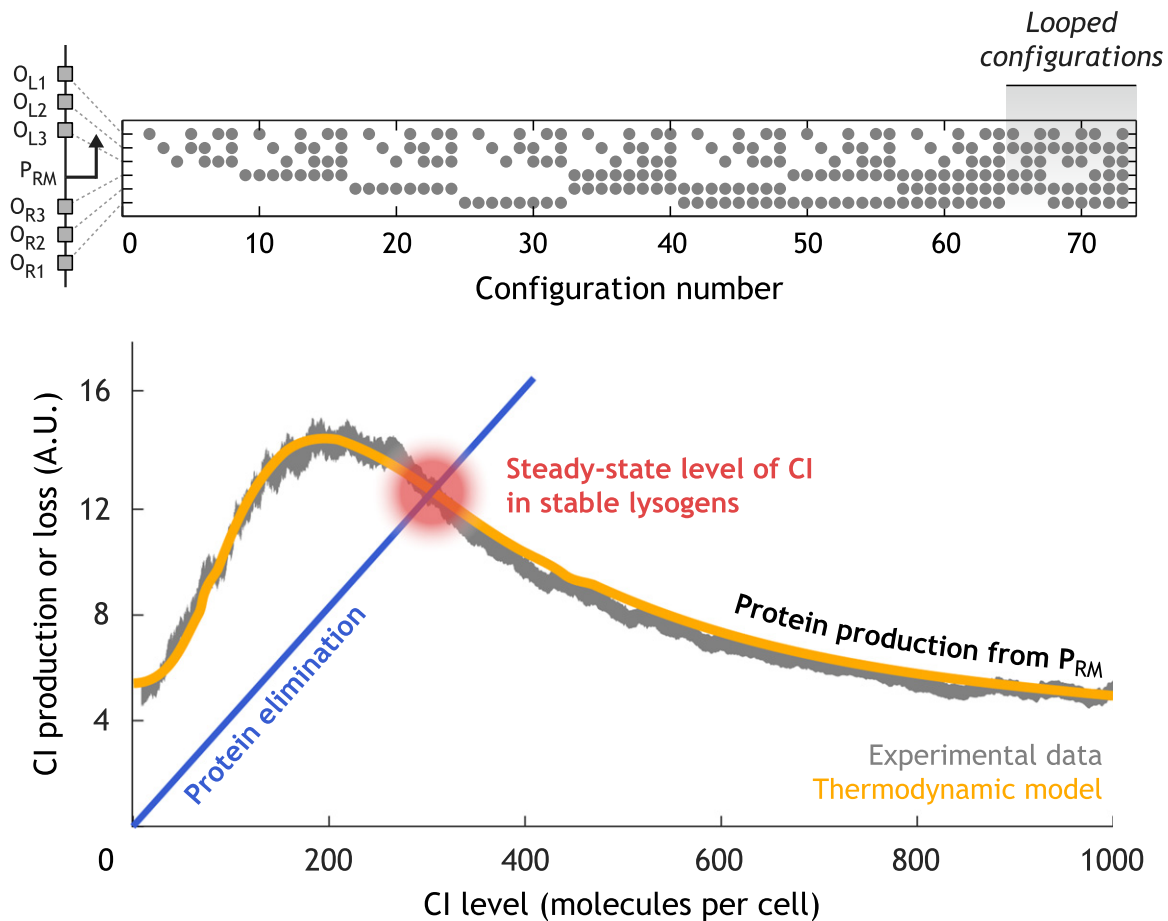 Looped
configurations
OL1
OL2
OL3
PRM
OR3
OR2
OR1
0 10 20 30 40 50 60 70
Configuration number
CI production or loss (A.U.)
16
12
8
4
0 200 400 600 800 1000
CI level (molecules per cell)
Steady-state level of CI
in stable lysogens
Protein elimination
Protein production from PRM
Experimental data
Thermodynamic model